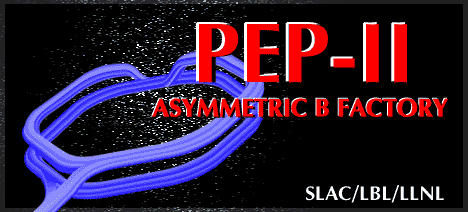 PEP-II
ASYMMETRIC B FACTORY
SLAC/LBL/LLNL